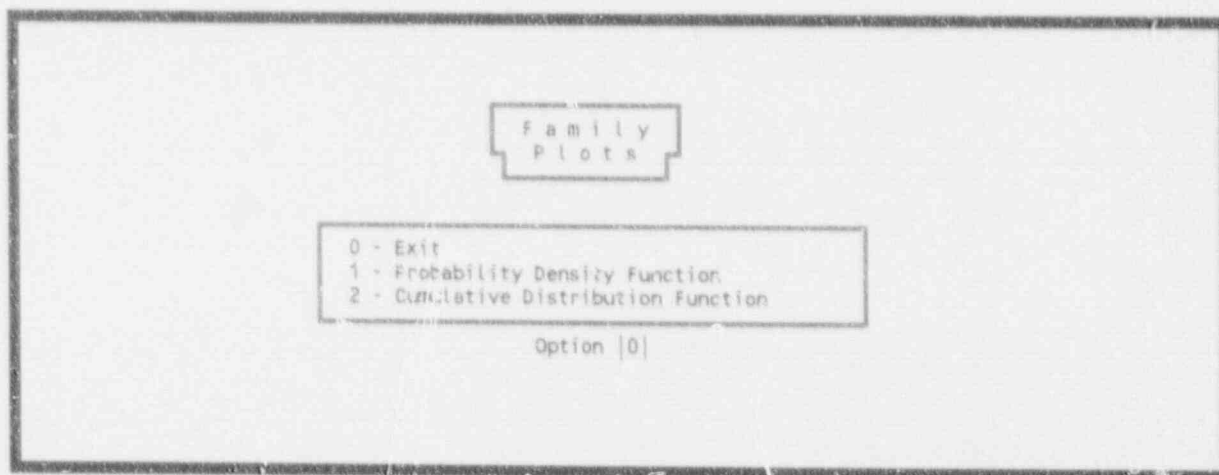 Family
Plots
0 - Exit
1 - Probability Density Function
2 - Cumulative Distribution Function
Option |0|